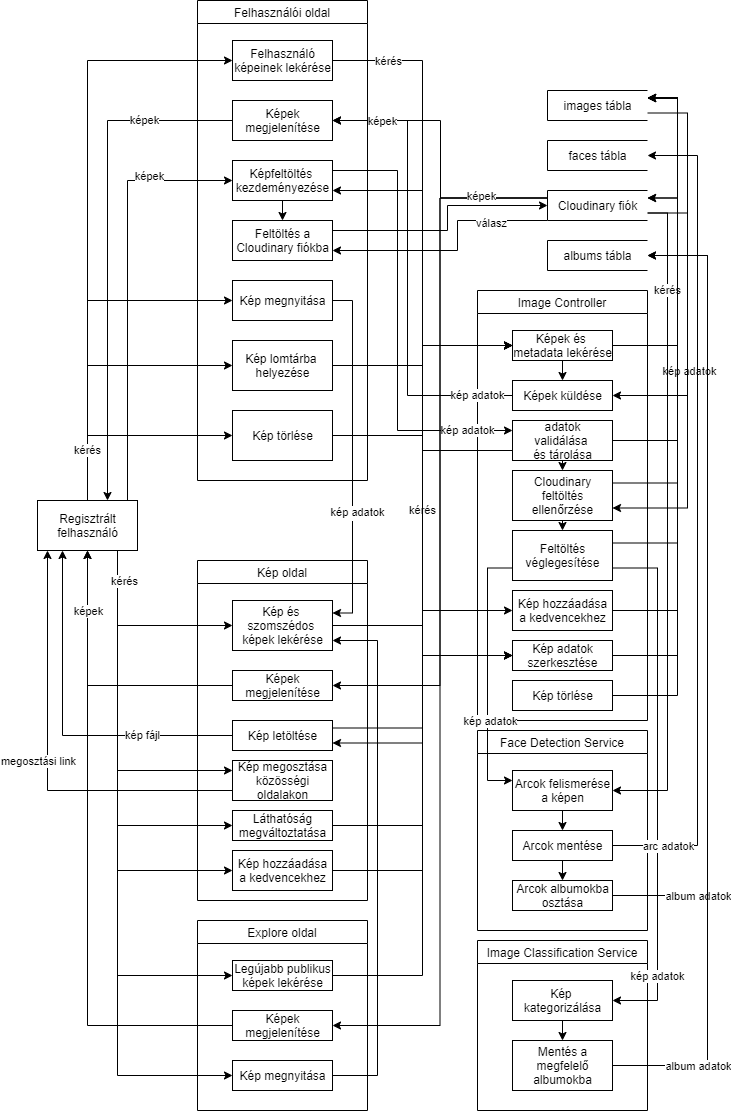 Felhasználói oldal
Felhasználó
képeinek lekérése
kérés
Képek
megjelenítése
képek
képek
Képfeltöltés
kezdeményezése
képek
Feltöltés a
Cloudinary fiókba
képek
válasz
Kép megnyitása
Kép lomtárba
helyezése
Kép törlése
kérés
images tábla
faces tábla
Cloudinary fiók
albums tábla
kérés
Image Controller
Képek és
metadata lekérése
kép adatok
Képek küldése
kép adatok
adatok
validálása
és tárolása
kép adatok
Cloudinary
feltöltés
ellenőrzése
Feltöltés
véglegesítése
Kép hozzáadása
a kedvencekhez
Kép adatok
szerkesztése
Kép törlése
kép adatok
Regisztrált
felhasználó
kérés
képek
kép adatok
kérés
Kép oldal
Kép és
szomszédos
képek lekérése
Képek
megjelenítése
Kép letöltése
kép fájl
megosztási link
Kép megosztása
közösségi
oldalakon
Láthatóság
megváltoztatása
Kép hozzáadása
a kedvencekhez
Face Detection Service
Arcok felismerése
a képen
Arcok mentése
arc adatok
Arcok albumokba
osztása
album adatok
Explore oldal
Legújabb publikus
képek lekérése
Képek
megjelenítése
Kép megnyitása
Image Classification Service
kép adatok
Kép
kategorizálása
Mentés a
megfelelő
albumokba
album adatok